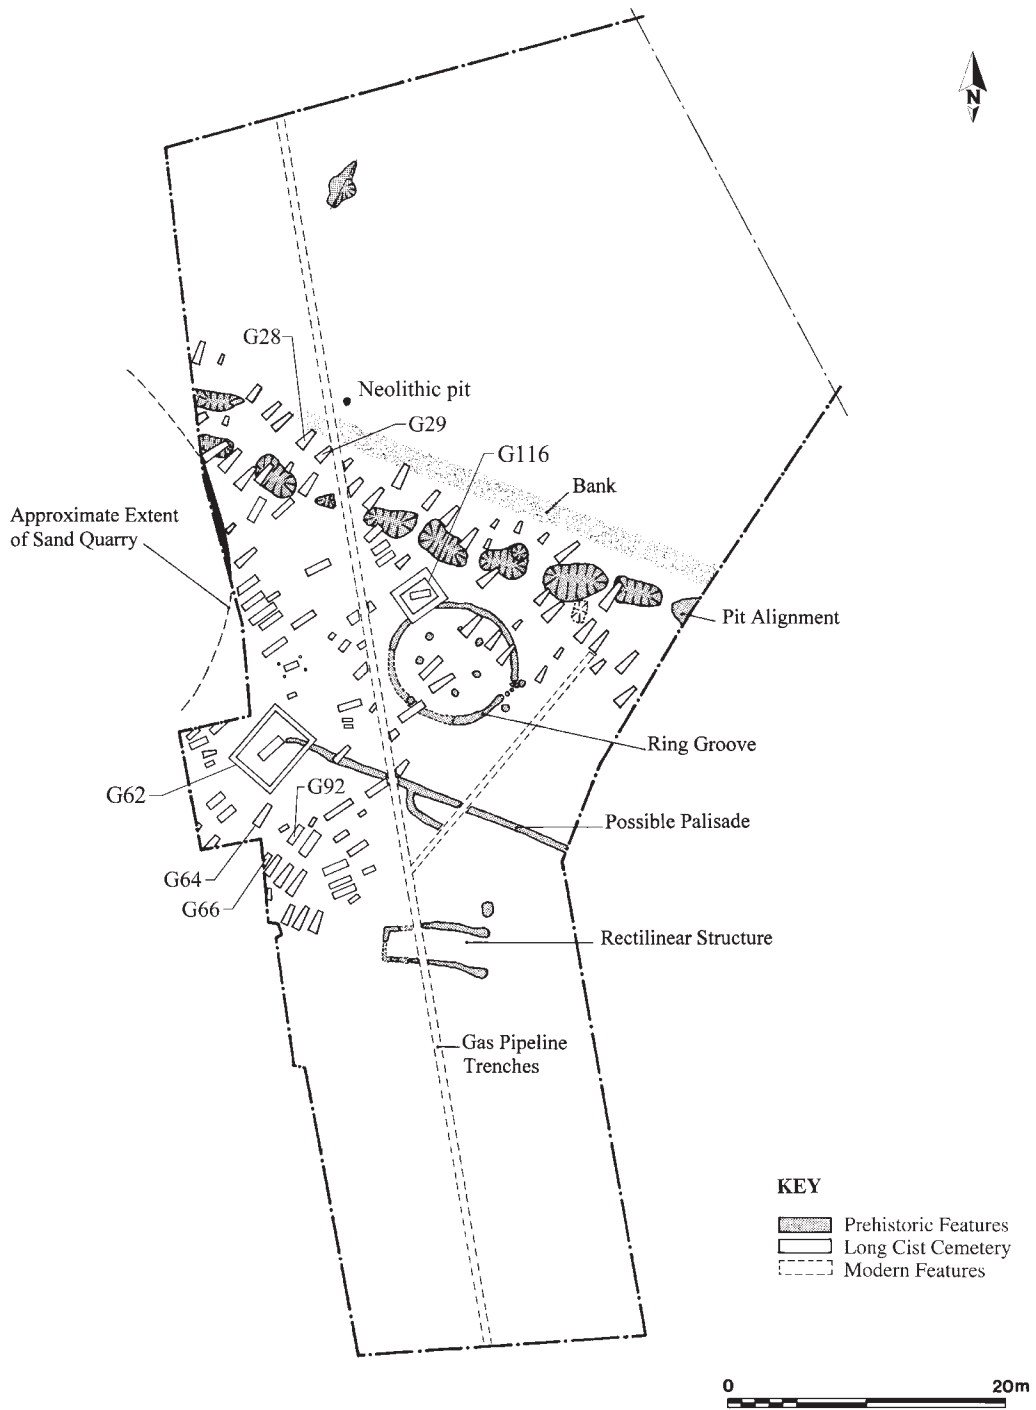 N
G28
Neolithic pit
G29
G116
Bank
Approximate Extent
of Sand Quarry
Pit Alignment
Ring Groove
G62
G92
Possible Palisade
G64
G66
Rectilinear Structure
Gas Pipeline
Trenches
KEY
Prehistoric Features
Long Cist Cemetery
Modern Features
0 20m